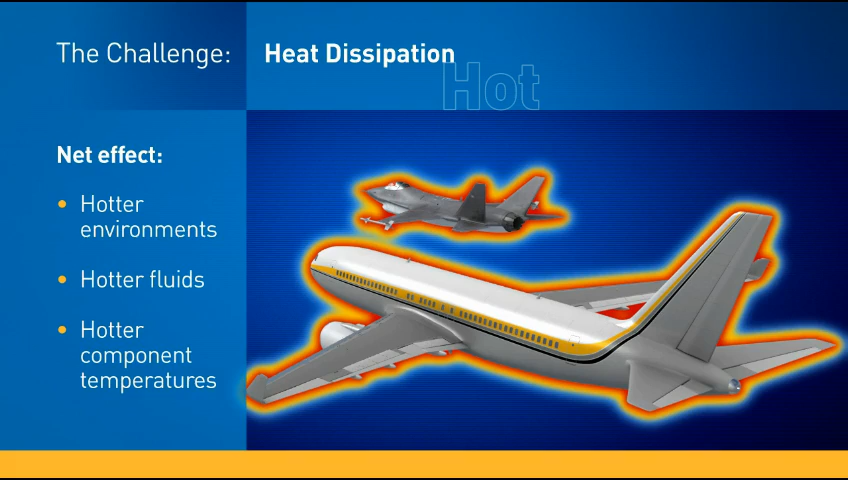 The Challenge: Heat Dissipation
Hot
Net effect:
• Hotter
environments
• Hotter fluids
• Hotter
component
temperatures